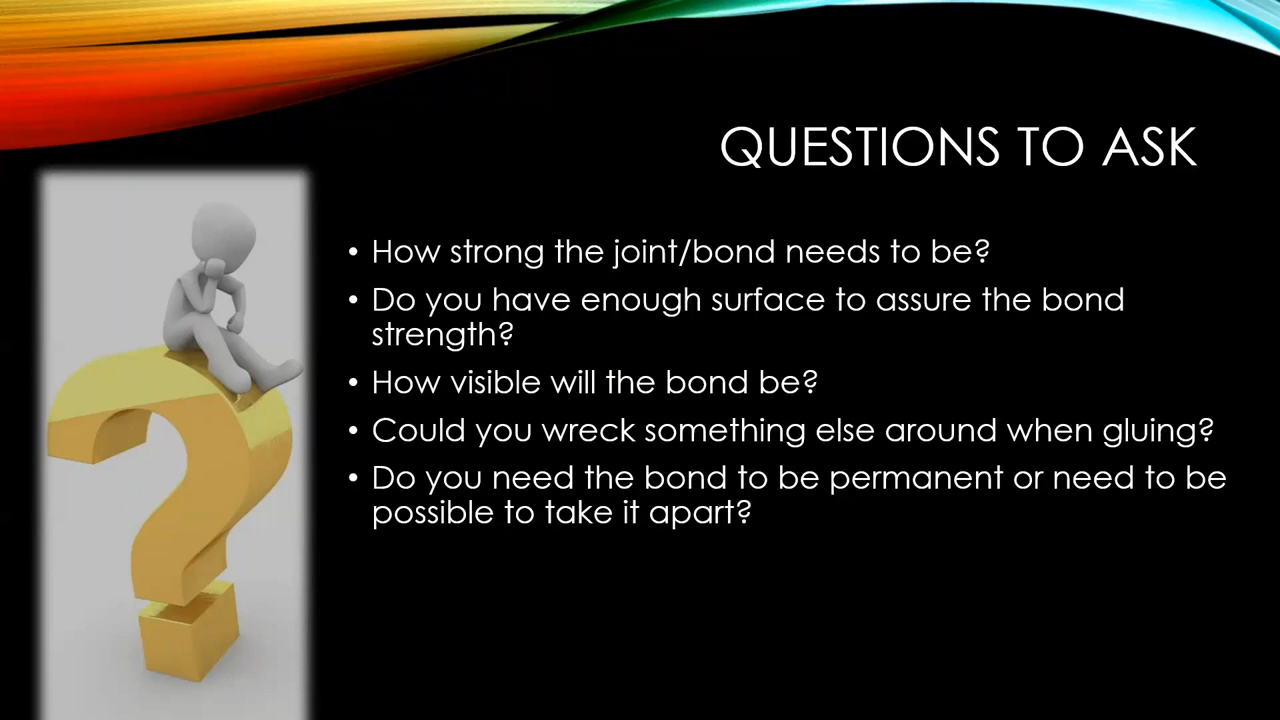 QUESTIONS TO ASK
• How strong the joint/bond needs to be?
• Do you have enough surface to assure the bond
strength?
• How visible will the bond be?
• Could you wreck something else around when gluing?
• Do you need the bond to be permanent or need to be
possible to take it apart?